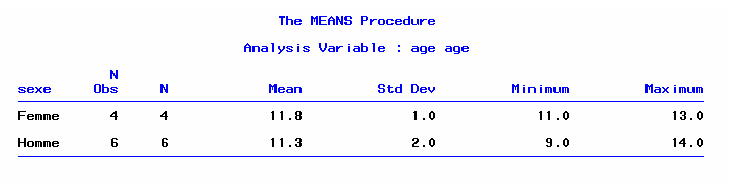 The MEANS Procedure
Analysis Variable : age age
N
sexe Obs N Mean Std Dev Minimum Maximum
Femme 4 4 11.8 1.0 11.0 13.0
Homme 6 6 11.3 2.0 9.0 14.0